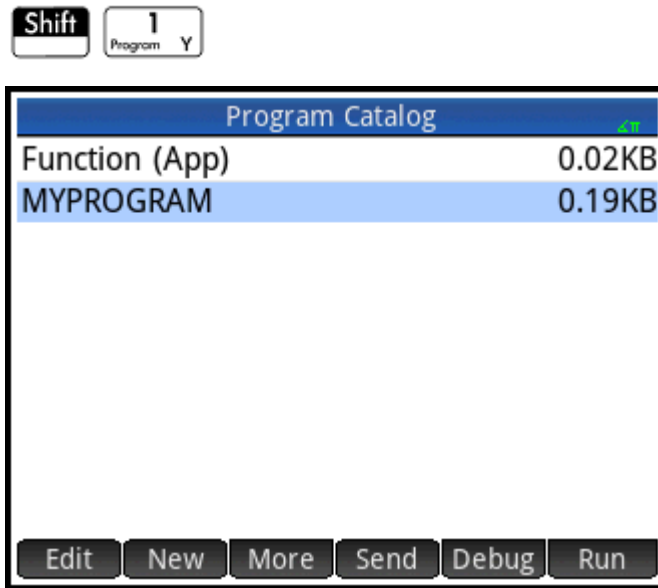 Shift
1
Program Y
Program Catalog ∡π
Function (App) 0.02KB
MYPROGRAM 0.19KB
Edit New More Send Debug Run